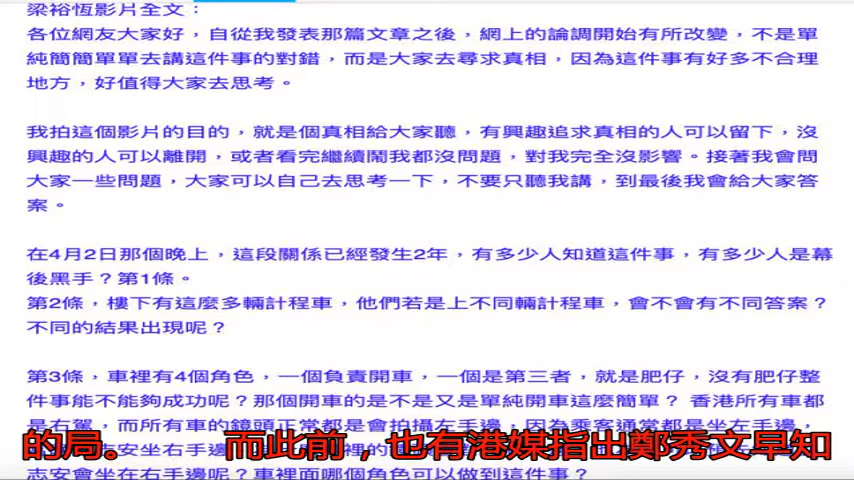 梁裕恆影片全文：
各位網友大家好，自從我發表那篇文章之後，網上的論調開始有所改變，不是單
純簡簡單單去講這件事的對錯，而是大家去尋求真相，因為這件事有好多不合理
地方，好值得大家去思考。
我拍這個影片的目的，就是個真相給大家聽，有興趣追求真相的人可以留下，沒
興趣的人可以離開，或者看完繼續鬧我都沒問題，對我完全沒影響。接著我會問
大家一些問題，大家可以自己去思考一下，不要只聽我講，到最後我會給大家答
案。
在4月2日那個晚上，這段關係已經發生2年，有多少人知道這件事，有多少人是幕
後黑手？第1條。
第2條，樓下有這麼多輛計程車，他們若是上不同輛計程車，會不會有不同答案？
不同的結果出現呢？
第3條，車裡有4個角色，一個負責開車，一個是第三者，就是肥仔，沒有肥仔整
件事能不能夠成功呢？那個開車的是不是又是單純開車這麼簡單？ 香港所有車都
是右駕，而所有車的鏡頭正常都是會拍攝左手邊，因為乘客通常都是坐左手邊，
的局。 而此前，也有港媒指出鄭秀文早知
志安會坐在右手邊呢？車裡面哪個角色可以做到這件事？